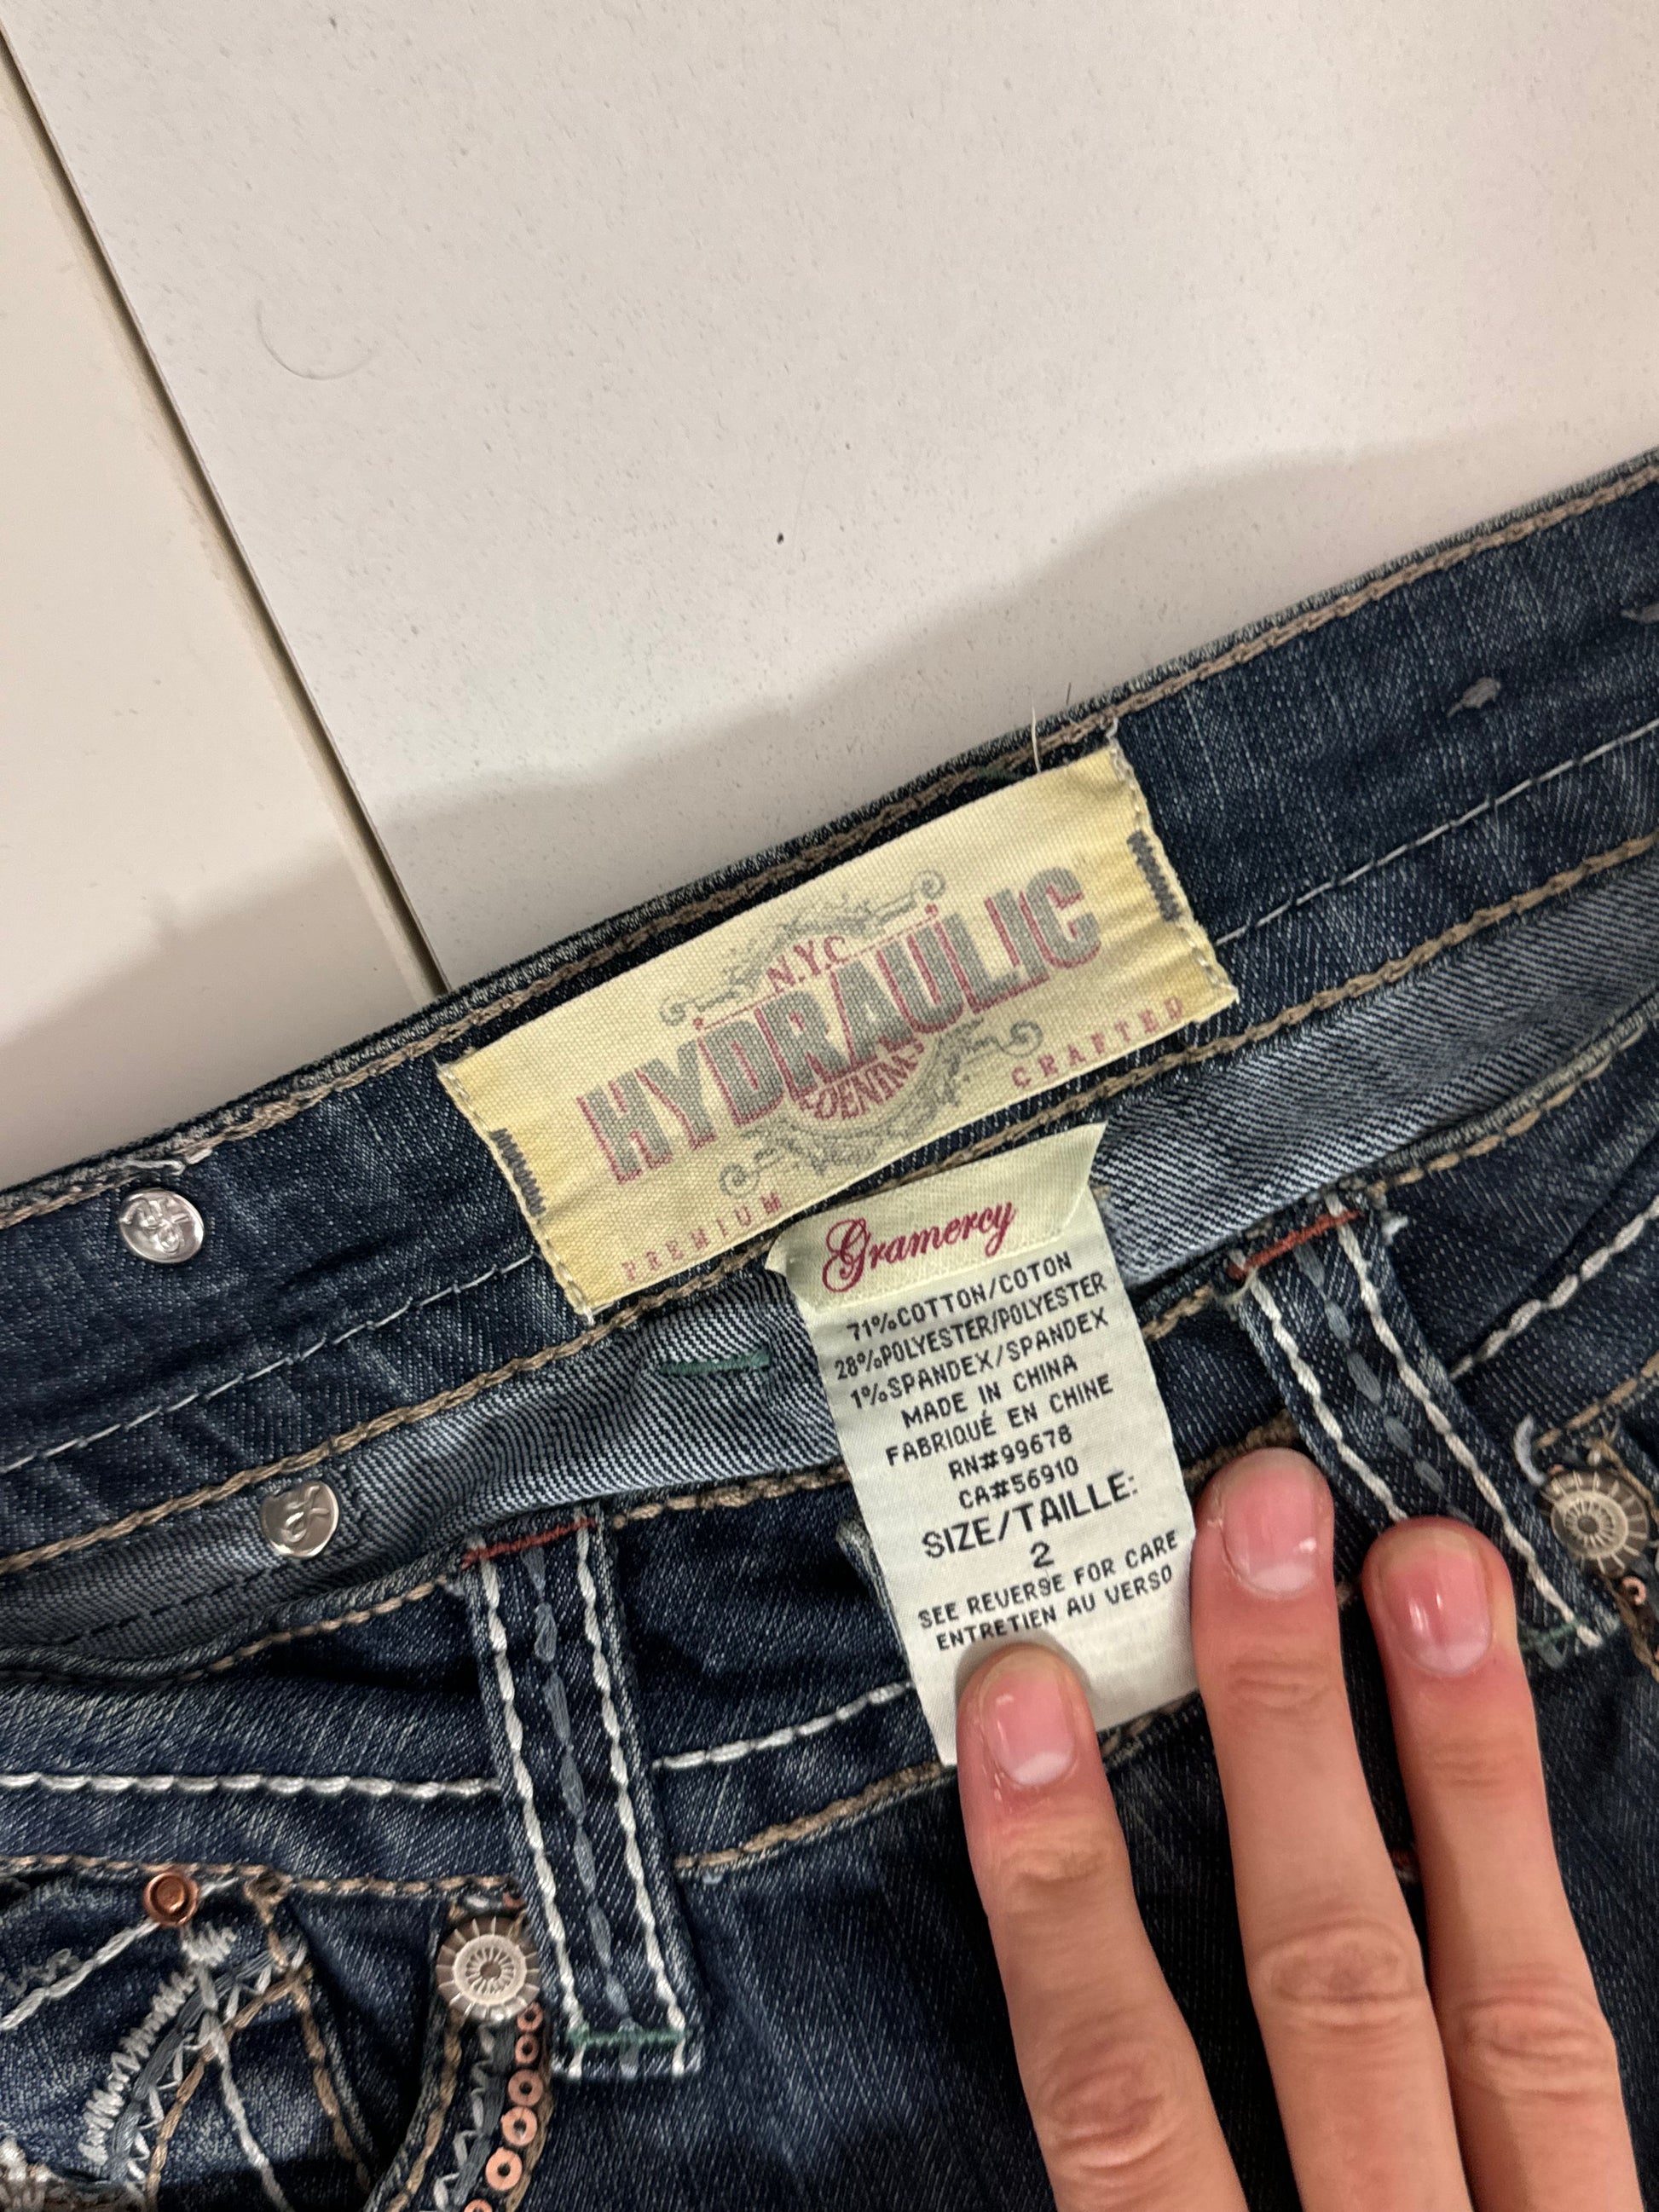 N.Y.C
HYDRAULIC
DENIM
PREMIUM CRAFTED
Gramercy
71%COTTON/COTON
28%POLYESTER/POLYESTER
1%SPANDEX/SPANDEX
MADE IN CHINA
FABRIQUÉ EN CHINE
RN#99678
CA#56910
SIZE/TAILLE:
2
SEE REVERSE FOR CARE
ENTRETIEN AU VERSO